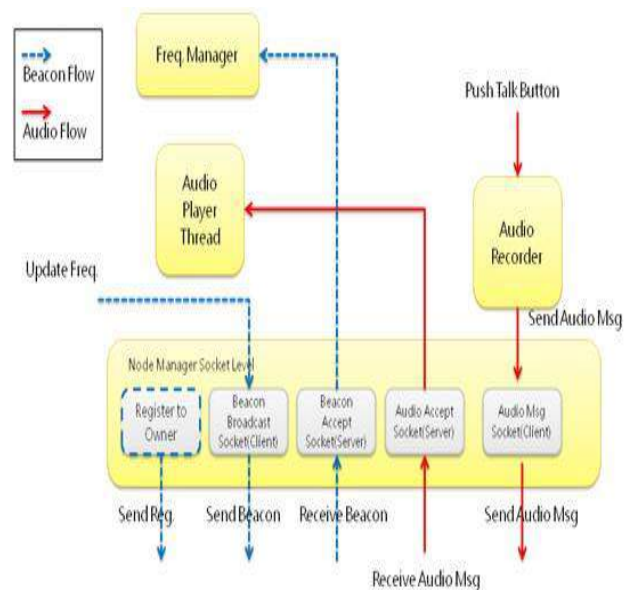 Beacon Flow
Audio Flow
Freq. Manager
Push Talk Button
Audio
Player
Thread
Audio
Recorder
Update Freq.
Send Audio Msg
Node Manager Socket Level
Register to
Owner
Beacon
Broadcast
Socket(Client)
Beacon
Accept
Socket(Server)
Audio Accept
Socket(Server)
Audio Msg
Socket(Client)
Send Reg.
Send Beacon
Receive Beacon
Send Audio Msg
Receive Audio Msg